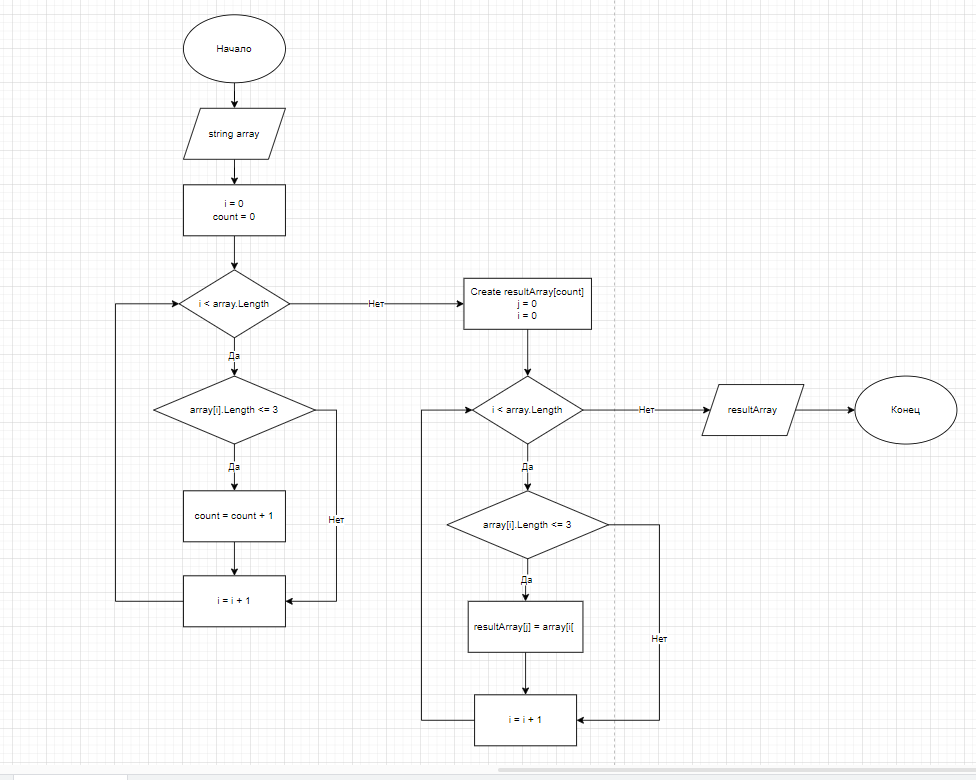 Начало
string array
i = 0
count = 0
i < array.Length
Нет
Да
array[i].Length <= 3
Да
count = count + 1
Нет
i = i + 1
Create resultArray[count]
j = 0
i = 0
i < array.Length
Нет
resultArray
Конец
Да
array[i].Length <= 3
Да
resultArray[j] = array[i[
Нет
i = i + 1